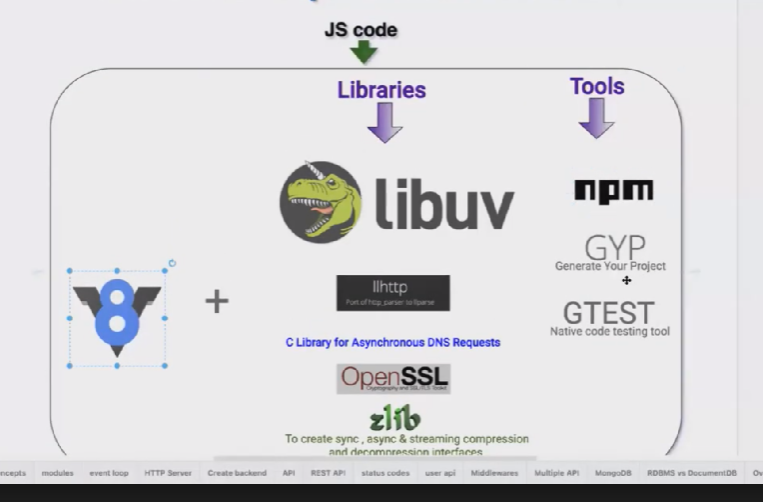 JS code
Libraries
Tools
libuv
npm
GYP
Generate Your Project
8
+
llhttp
Port of http_parser to llparse
GTEST
Native code testing tool
C Library for Asynchronous DNS Requests
OpenSSL
Cryptography and SSL/TLS Toolkit
zlib
To create sync , async & streaming compression
and decompression interfaces
ncepts modules event loop HTTP Server Create backend API REST API status codes user api Middlewares Multiple API MongoDB RDBMS vs DocumentDB Ov